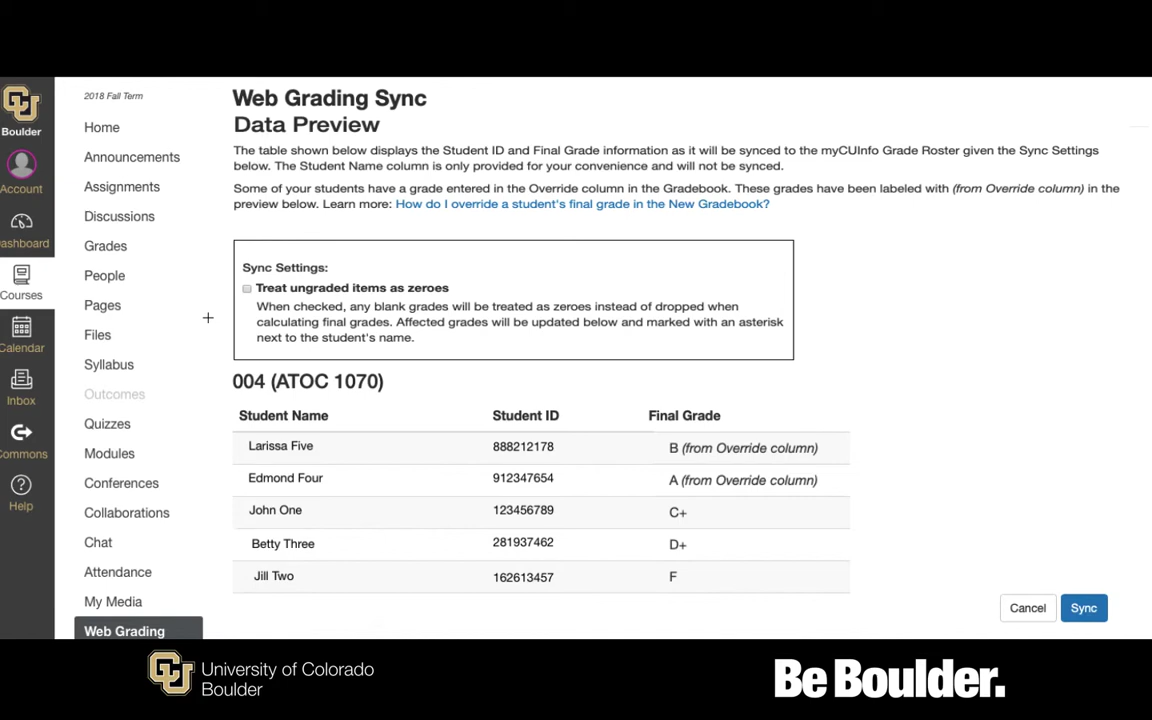 CU
Boulder
Account
ashboard
Courses
Calendar
Inbox
ommons
Help
2018 Fall Term
Home
Announcements
Assignments
Discussions
Grades
People
Pages
Files
Syllabus
Outcomes
Quizzes
Modules
Conferences
Collaborations
Chat
Attendance
My Media
Web Grading
Web Grading Sync
Data Preview
The table shown below displays the Student ID and Final Grade information as it will be synced to the myCUInfo Grade Roster given the Sync Settings
below. The Student Name column is only provided for your convenience and will not be synced.
Some of your students have a grade entered in the Override column in the Gradebook. These grades have been labeled with (from Override column) in the
preview below. Learn more: How do I override a student's final grade in the New Gradebook?
Sync Settings:
Treat ungraded items as zeroes
When checked, any blank grades will be treated as zeroes instead of dropped when
calculating final grades. Affected grades will be updated below and marked with an asterisk
next to the student's name.
004 (ATOC 1070)
Student Name Student ID Final Grade
Larissa Five 888212178 B (from Override column)
Edmond Four 912347654 A (from Override column)
John One 123456789 C+
Betty Three 281937462 D+
Jill Two 162613457 F
Cancel Sync
CU
University of Colorado
Boulder
Be Boulder.